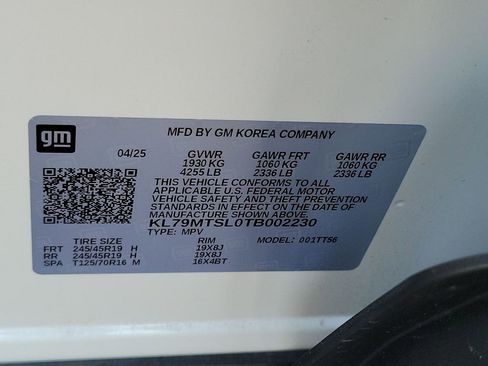 gm
MFD BY GM KOREA COMPANY
04/25 GVWR GAWR FRT GAWR RR
1930 KG 1060 KG 1060 KG
4255 LB 2336 LB 2336 LB
THIS VEHICLE CONFORMS TO ALL
APPLICABLE U.S. FEDERAL MOTOR
VEHICLE SAFETY AND THEFT PREVENTION
STANDARDS IN EFFECT ON THE DATE OF
MANUFACTURE SHOWN ABOVE.
KL79MTSL0TB002230
TYPE: MPV
TIRE SIZE RIM MODEL: 001TT56
FRT 245/45R19 H 19X8J
RR 245/45R19 H 19X8J
SPA T125/70R16 M 16X4BT